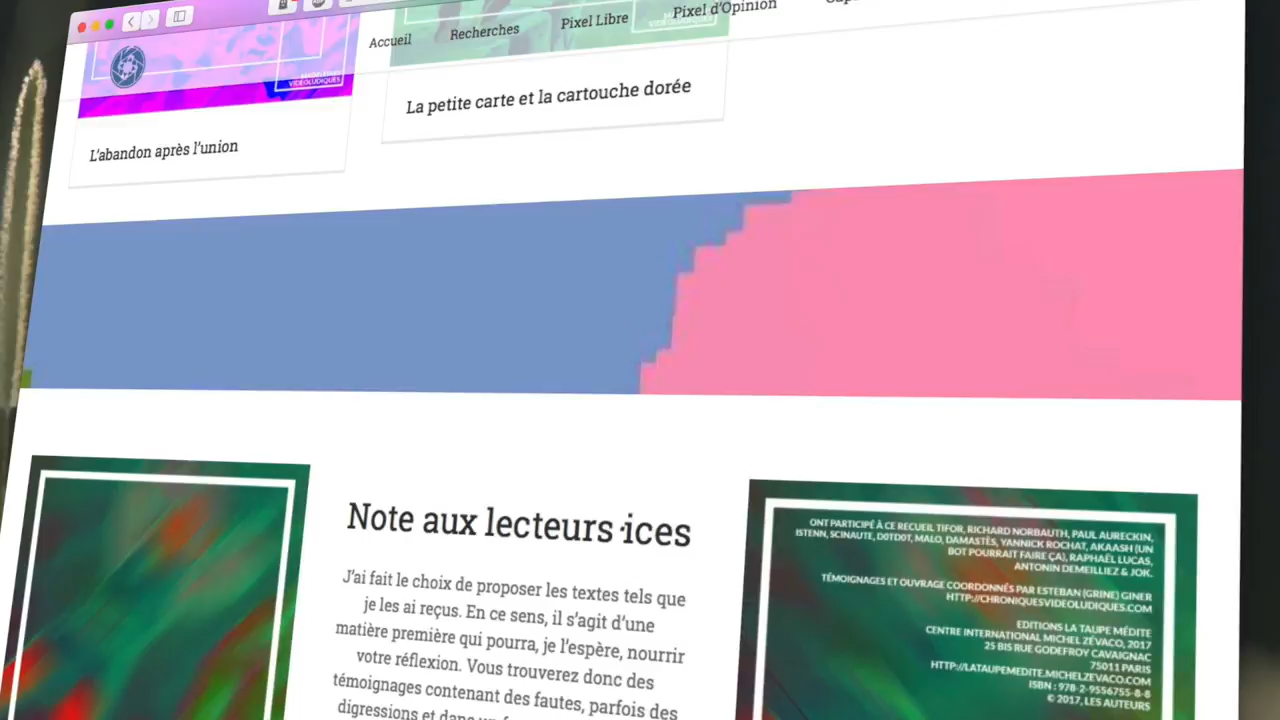 Accueil
Recherches
Pixel Libre
Pixel d'Opinion
MADELEINES
VIDÉOLUDIQUES
VIDÉOLUDIQUES
L'abandon après l'union
La petite carte et la cartouche dorée
Note aux lecteurs·ices
J'ai fait le choix de proposer les textes tels que
je les ai reçus. En ce sens, il s'agit d'une
matière première qui pourra, je l'espère, nourrir
votre réflexion. Vous trouverez donc des
témoignages contenant des fautes, parfois des
digressions et dans un
ONT PARTICIPÉ À CE RECUEIL TIFOR, RICHARD NORBAUTH, PAUL AURECKIN,
ISTENN, SCINAUTE, D0TD0T, MALO, DAMASTÈS, YANNICK ROCHAT, AKAASH (UN
BOT POURRAIT FAIRE ÇA), RAPHAËL LUCAS,
ANTONIN DEMEILLIEZ & JOK.
TÉMOIGNAGES ET OUVRAGE COORDONNÉS PAR ESTEBAN (GRINE) GINER
HTTP://CHRONIQUESVIDEOLUDIQUES.COM
EDITIONS LA TAUPE MÉDITE
CENTRE INTERNATIONAL MICHEL ZÉVACO, 2017
25 BIS RUE GODEFROY CAVAIGNAC
75011 PARIS
HTTP://LATAUPEMEDITE.MICHELZEVACO.COM
ISBN : 978-2-9556755-8-8
© 2017, LES AUTEURS